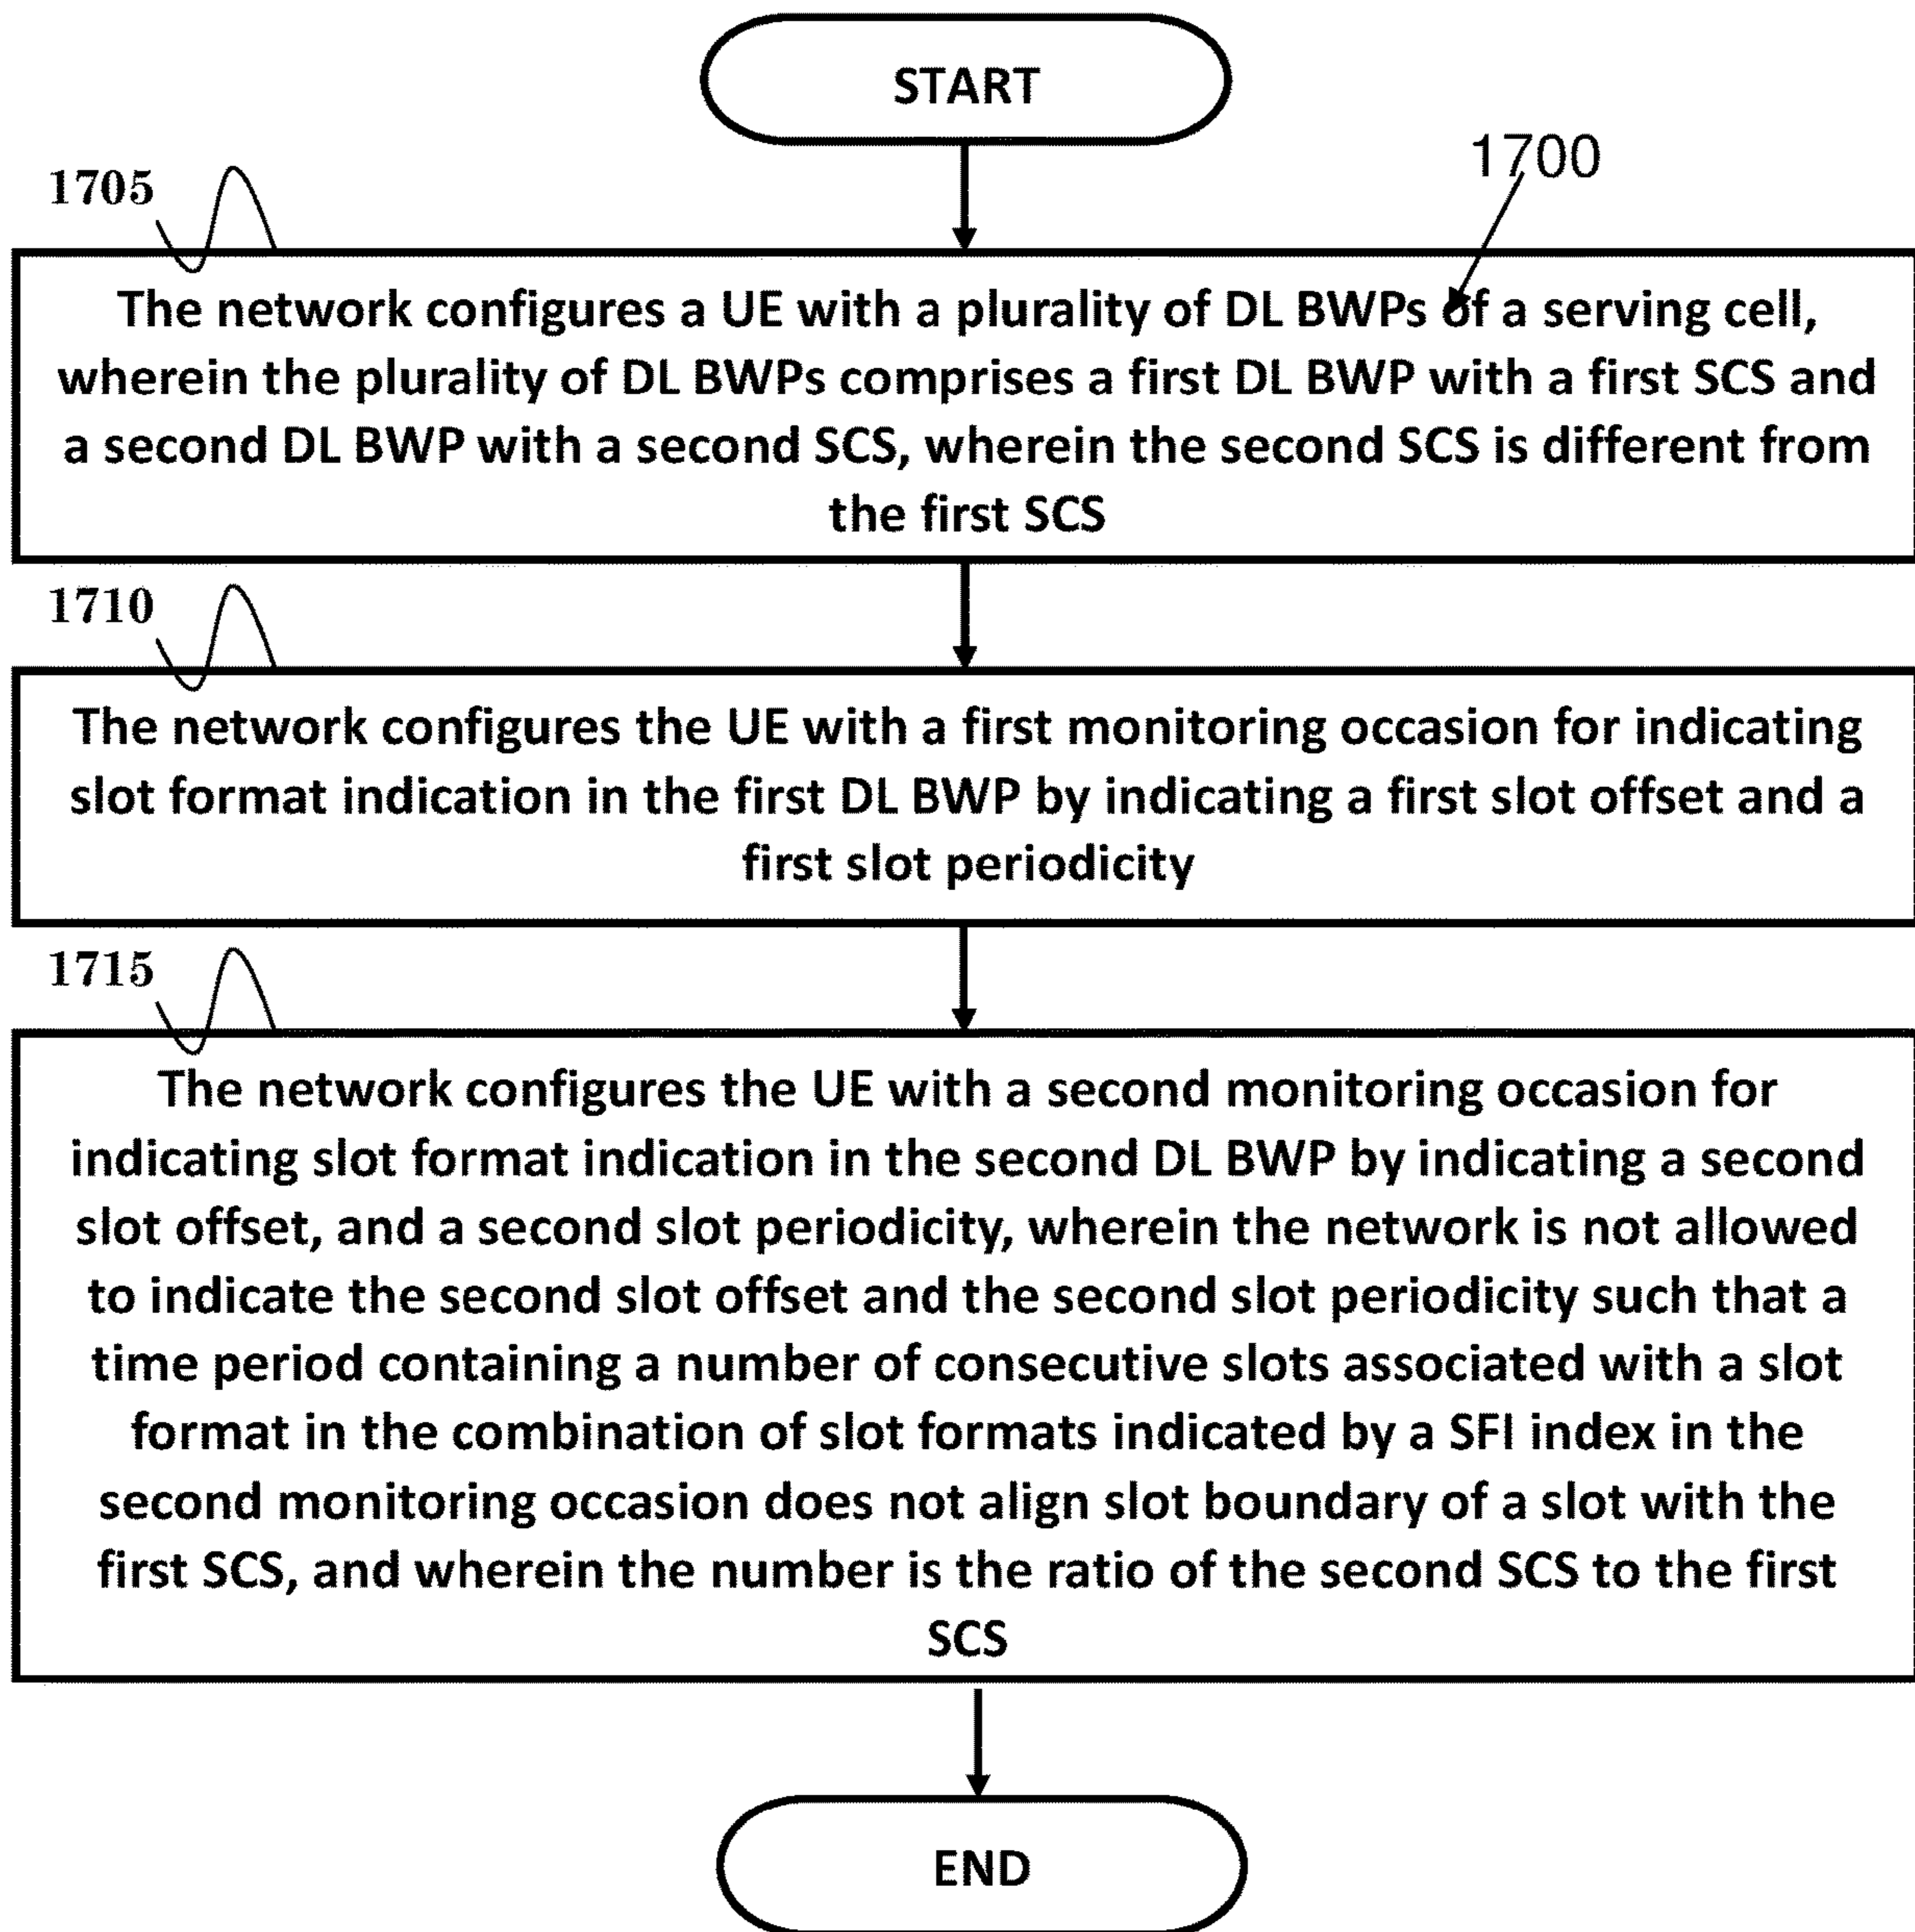 START
1700
1705
The network configures a UE with a plurality of DL BWPs of a serving cell,
wherein the plurality of DL BWPs comprises a first DL BWP with a first SCS and
a second DL BWP with a second SCS, wherein the second SCS is different from
the first SCS
1710
The network configures the UE with a first monitoring occasion for indicating
slot format indication in the first DL BWP by indicating a first slot offset and a
first slot periodicity
1715
The network configures the UE with a second monitoring occasion for
indicating slot format indication in the second DL BWP by indicating a second
slot offset, and a second slot periodicity, wherein the network is not allowed
to indicate the second slot offset and the second slot periodicity such that a
time period containing a number of consecutive slots associated with a slot
format in the combination of slot formats indicated by a SFI index in the
second monitoring occasion does not align slot boundary of a slot with the
first SCS, and wherein the number is the ratio of the second SCS to the first
SCS
END